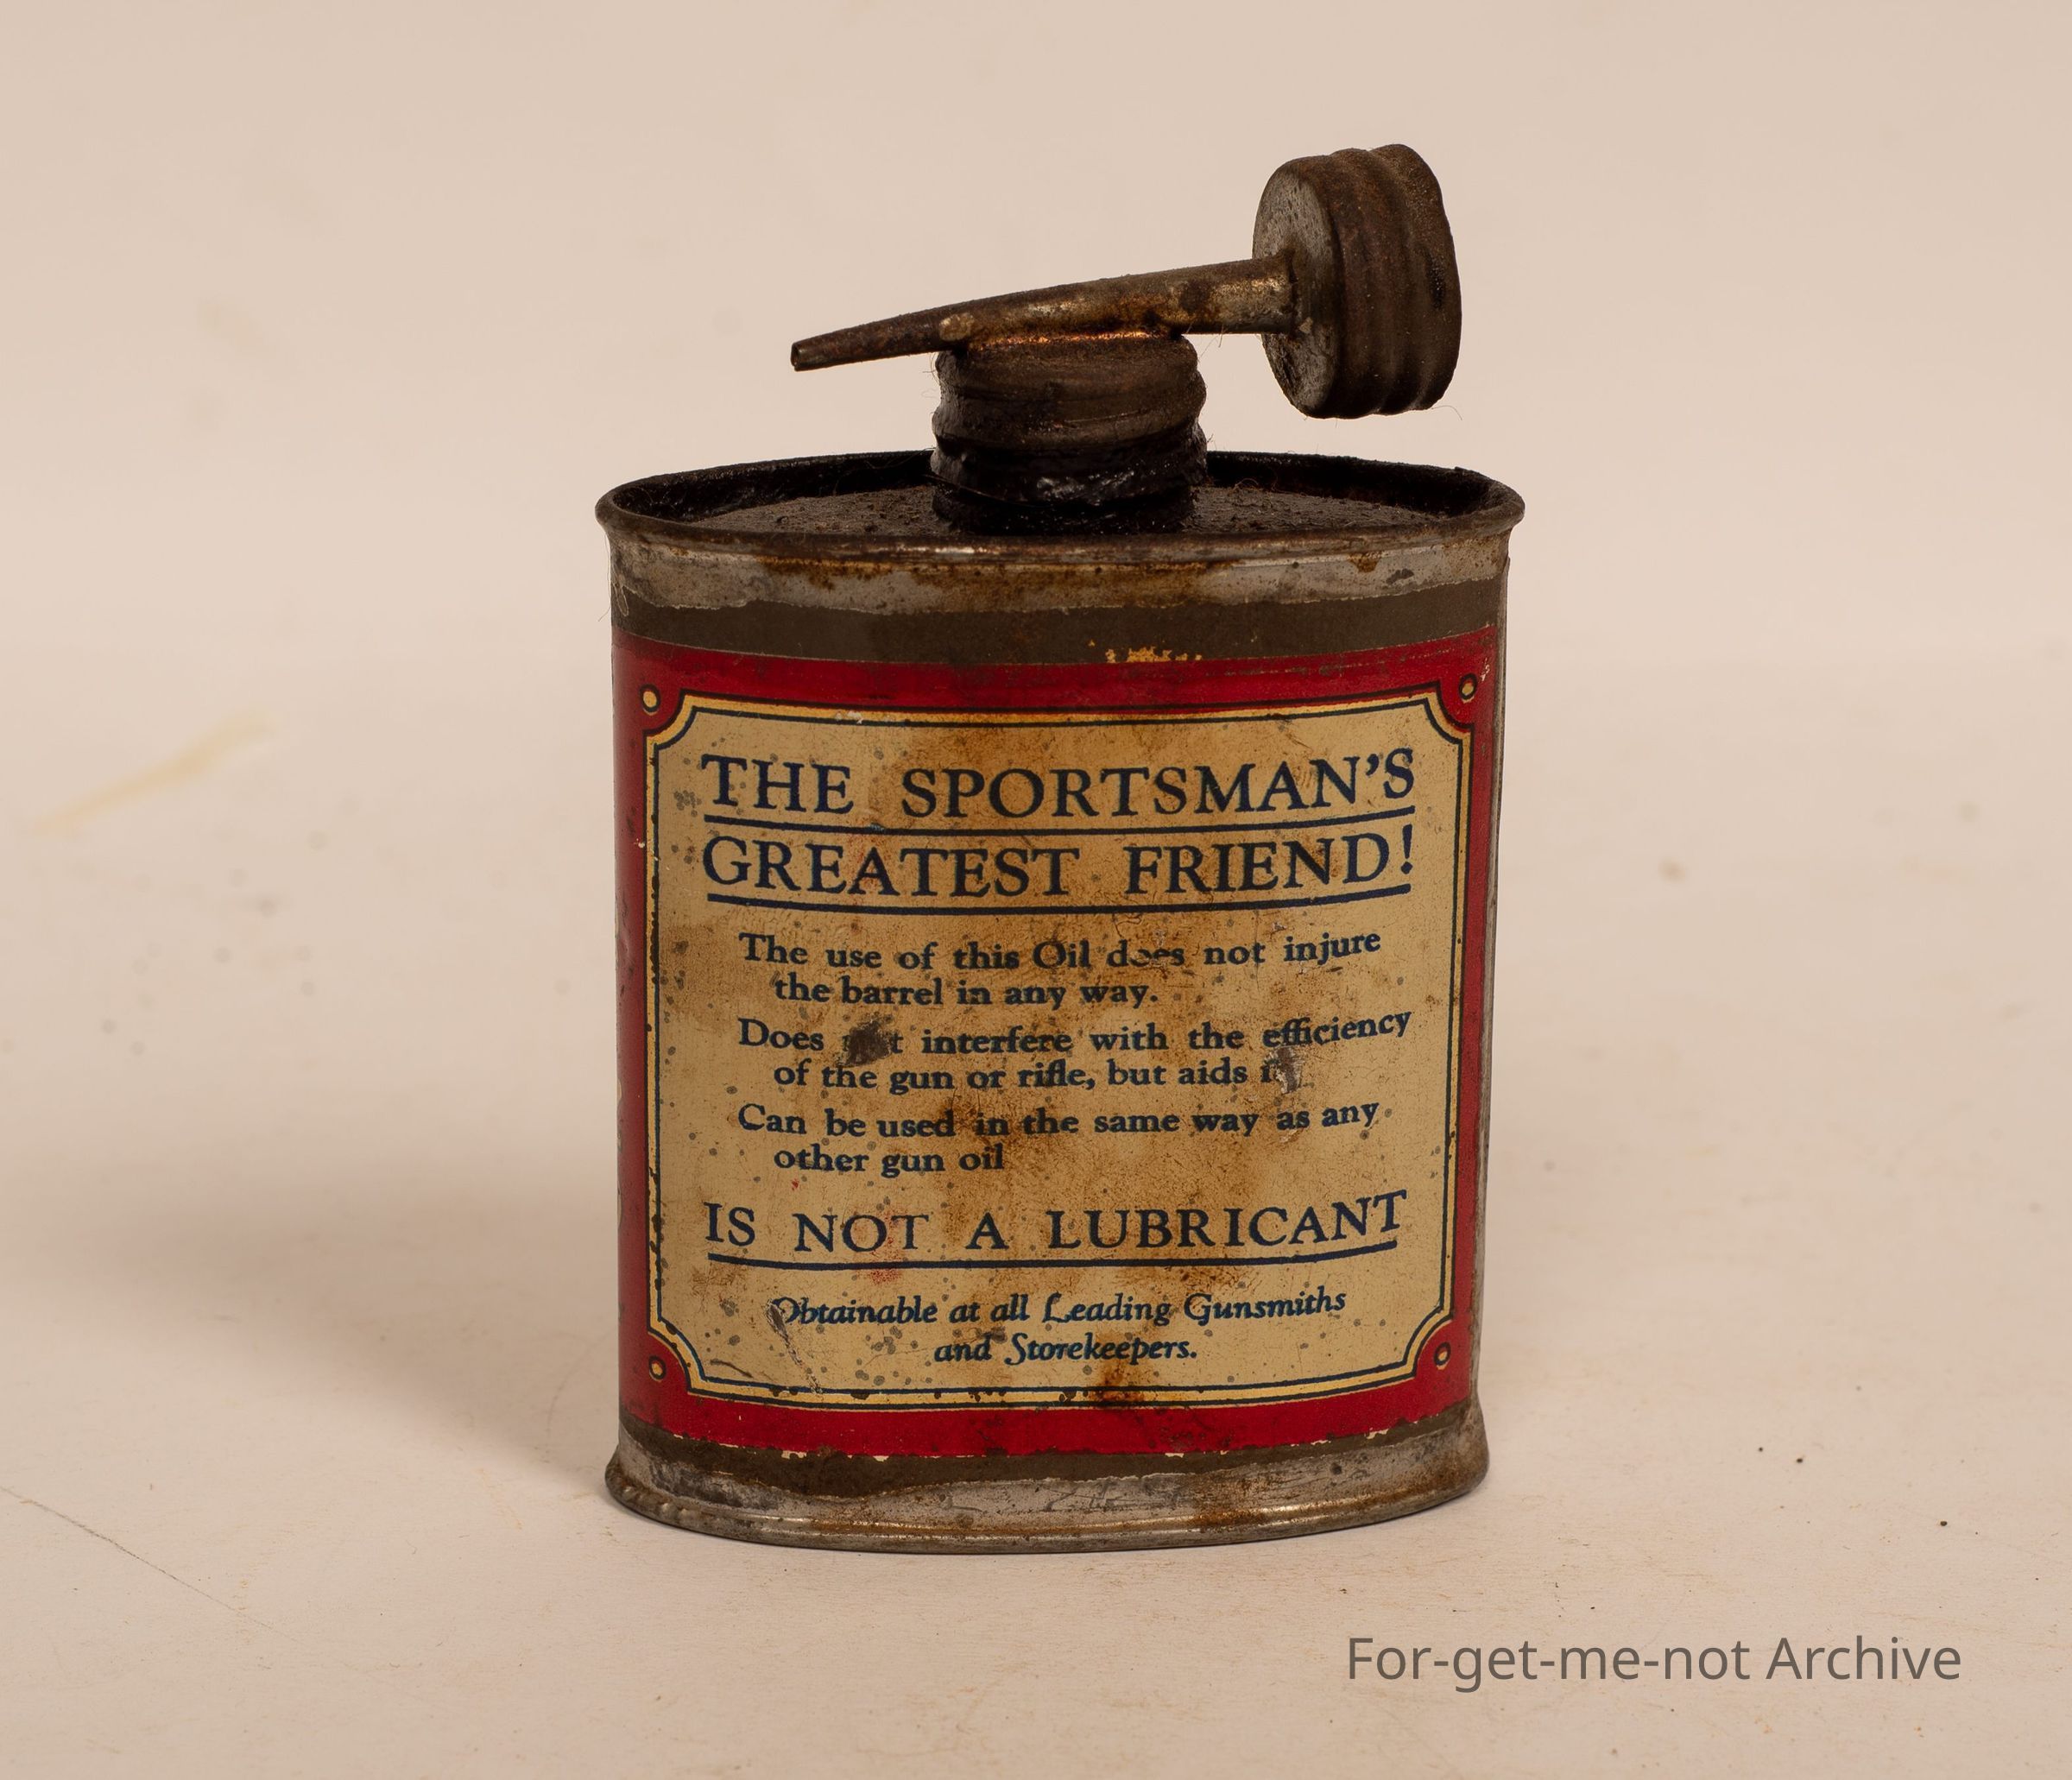 THE SPORTSMAN'S
GREATEST FRIEND!
The use of this Oil does not injure
the barrel in any way.
Does interfere with the efficiency
of the gun or rifle, but aids
Can be used in the same way as any
other gun oil
IS NOT A LUBRICANT
Obtainable at all Leading Gunsmiths
and Storekeepers.
For-get-me-not Archive